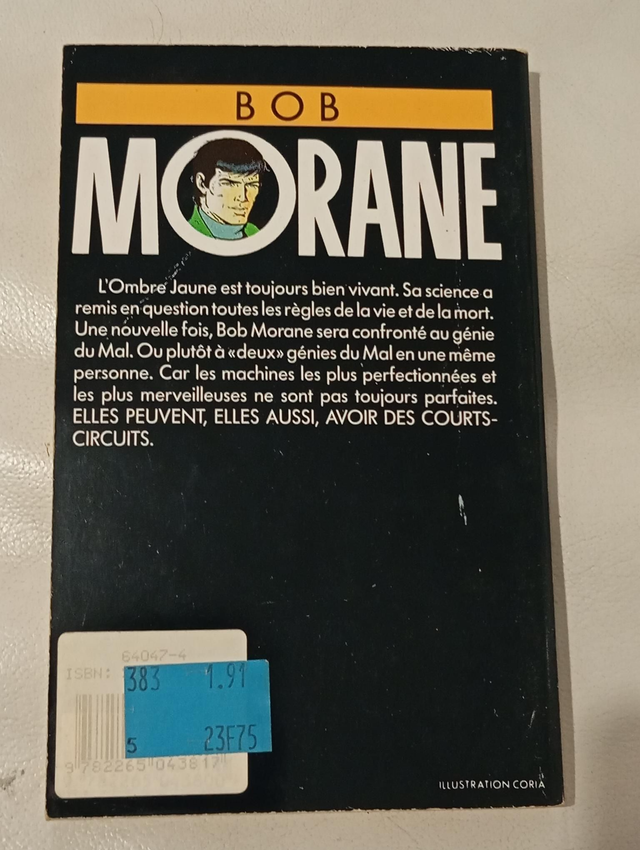 BOB
MORANE
L'Ombre Jaune est toujours bien vivant. Sa science a
remis en question toutes les règles de la vie et de la mort.
Une nouvelle fois, Bob Morane sera confronté au génie
du Mal. Ou plutôt à «deux» génies du Mal en une même
personne. Car les machines les plus perfectionnées et
les plus merveilleuses ne sont pas toujours parfaites.
ELLES PEUVENT, ELLES AUSSI, AVOIR DES COURTS-
CIRCUITS.
64047-4
ISBN:
383 1.91
5 23F75
9 782265 043817
ILLUSTRATION CORIA